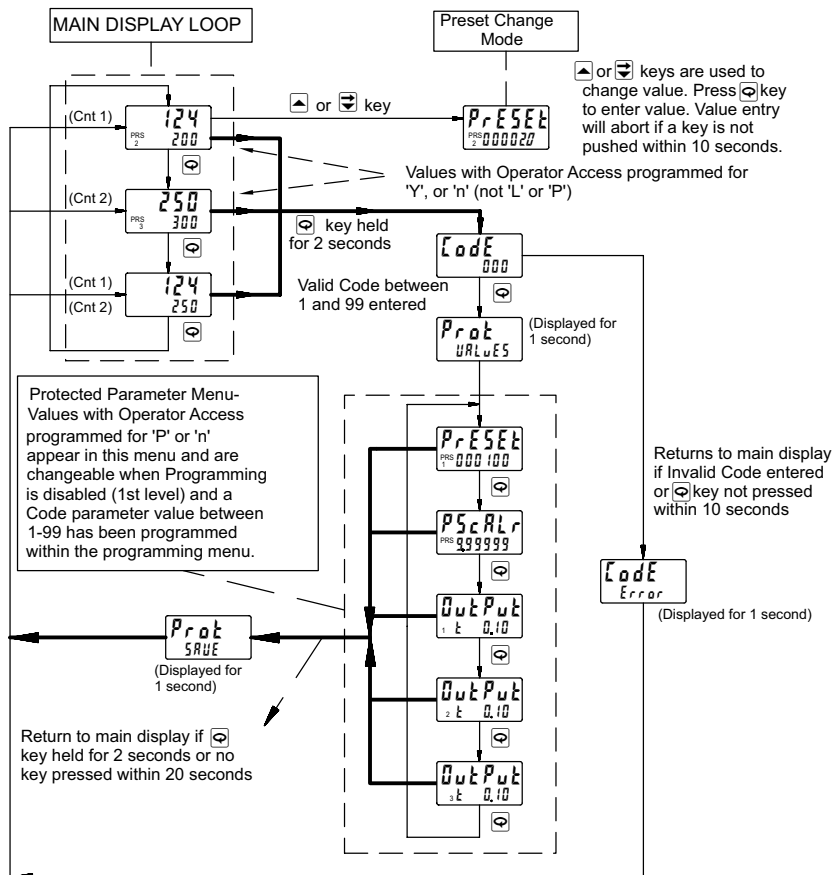 MAIN DISPLAY LOOP
Preset Change
Mode
or keys are used to
change value. Press key
to enter value. Value entry
will abort if a key is not
pushed within 10 seconds.
(Cnt 1)
124
PRS
2
200
or key
PrESEt
PRS
2
000020
Values with Operator Access programmed for
'Y', or 'n' (not 'L' or 'P')
(Cnt 2)
250
PRS
3
300
key held
for 2 seconds
CodE
000
(Cnt 1)
(Cnt 2)
124
250
Valid Code between
1 and 99 entered
Prot
VALuES
(Displayed for
1 second)
Protected Parameter Menu-
Values with Operator Access
programmed for 'P' or 'n'
appear in this menu and are
changeable when Programming
is disabled (1st level) and a
Code parameter value between
1-99 has been programmed
within the programming menu.
PrESEt
PRS
1
000100
PScALr
PRS
9.99999
OutPut
1 t 0.10
OutPut
2 t 0.10
OutPut
3 t 0.10
Returns to main display
if Invalid Code entered
or key not pressed
within 10 seconds
CodE
Error
(Displayed for 1 second)
Prot
SAVE
(Displayed for
1 second)
Return to main display if
key held for 2 seconds or no
key pressed within 20 seconds